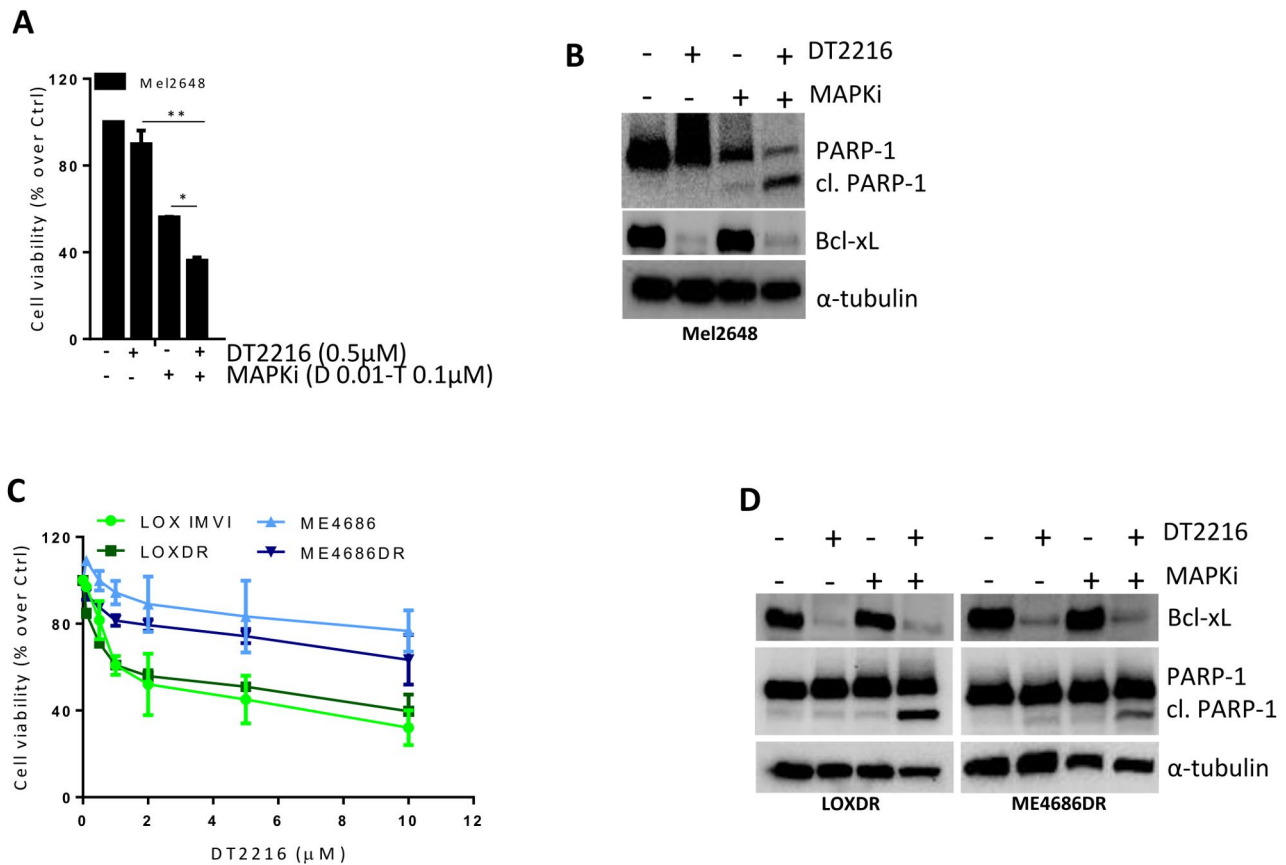 A
Mel2648
120
80
40
0
Cell viability (% over Ctrl)
**
*
- + - + DT2216 (0.5μM)
- - + + MAPKi (D 0.01-T 0.1μM)
B
- + - + DT2216
- - + + MAPKi
PARP-1
cl. PARP-1
Bcl-xL
α-tubulin
Mel2648
C
LOX IMVI
ME4686
LOXDR
ME4686DR
120
80
40
0
Cell viability (% over Ctrl)
0 2 4 6 8 10 12
DT2216 (μM)
D
- + - + - + - + DT2216
- - + + - - + + MAPKi
Bcl-xL
PARP-1
cl. PARP-1
α-tubulin
LOXDR
ME4686DR